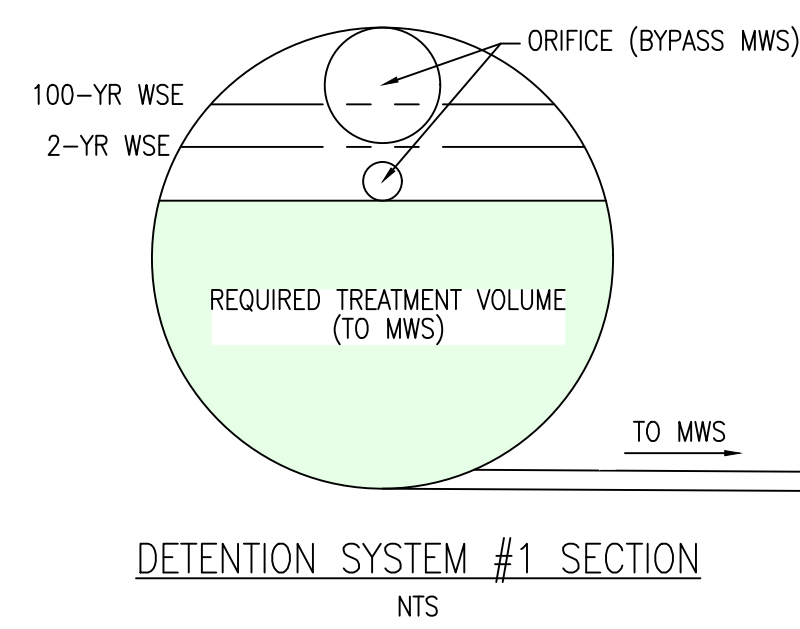 ORIFICE (BYPASS MWS)
100-YR WSE
2-YR WSE
REQUIRED TREATMENT VOLUME
(TO MWS)
TO MWS
DETENTION SYSTEM #1 SECTION
NTS